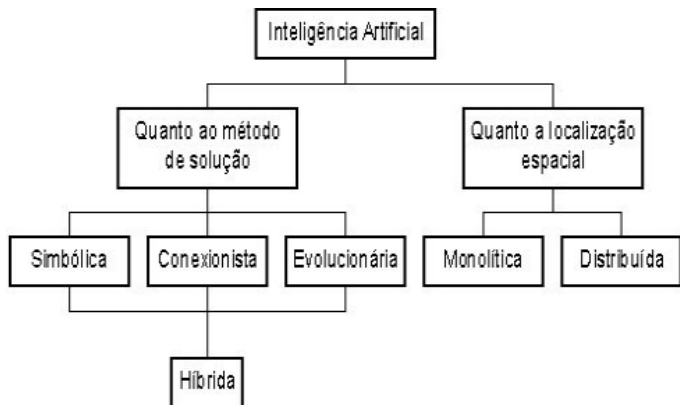 Inteligência Artificial
Quanto ao método
de solução
Quanto a localização
espacial
Simbólica
Conexionista
Evolucionária
Monolítica
Distribuída
Híbrida